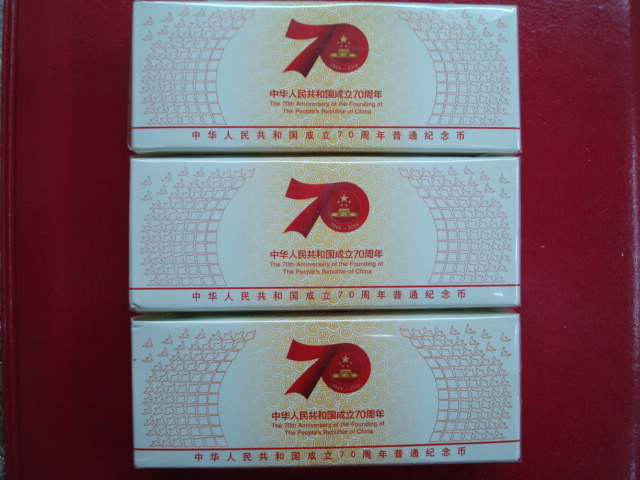 70
1949-2019
中华人民共和国成立70周年
The 70th Anniversary of the Founding of
The People's Republic of China
中华人民共和国成立70周年普通纪念币
70
1949-2019
中华人民共和国成立70周年
The 70th Anniversary of the Founding of
The People's Republic of China
中华人民共和国成立70周年普通纪念币
70
1949-2019
中华人民共和国成立70周年
The 70th Anniversary of the Founding of
The People's Republic of China
中华人民共和国成立70周年普通纪念币